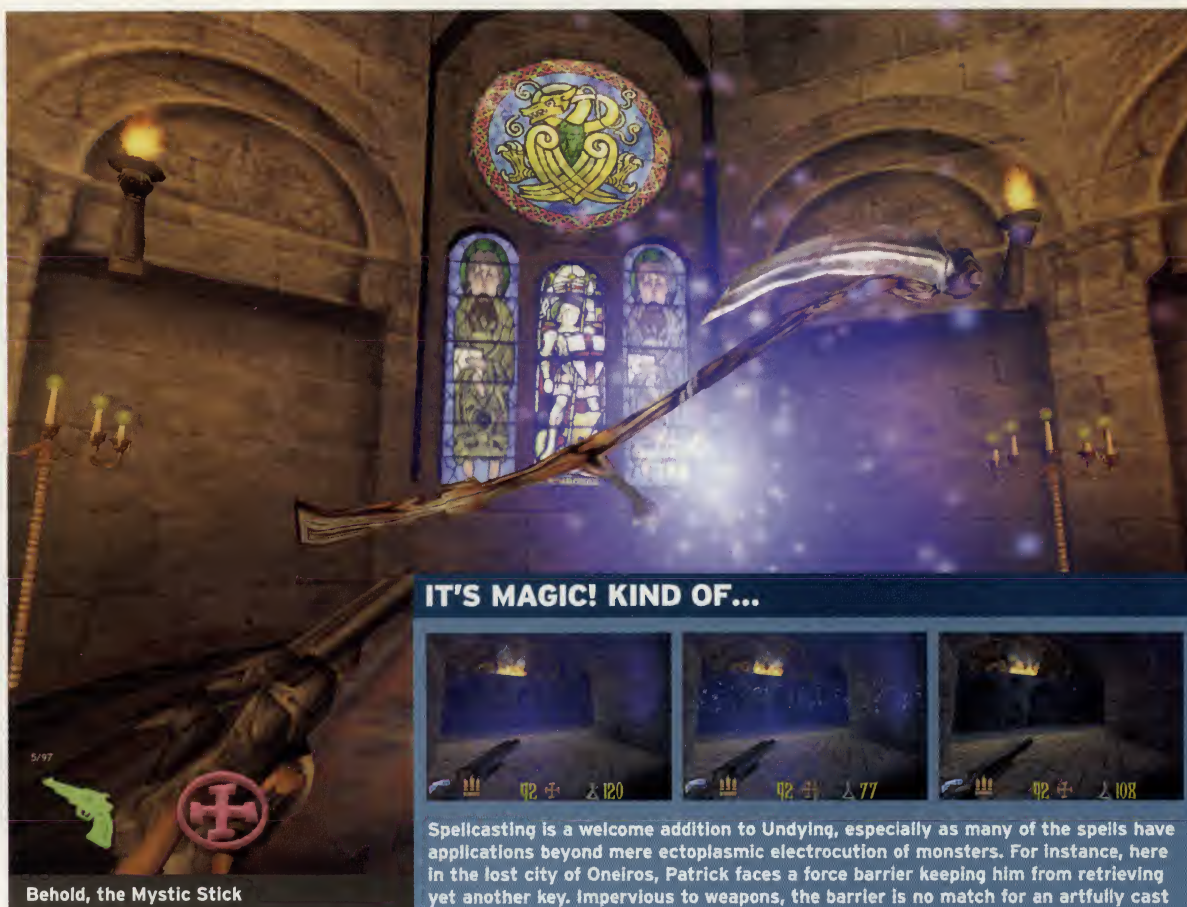 5/97
Behold, the Mystic Stick
IT'S MAGIC! KIND OF...
92 120
92 77
92 108
Spellcasting is a welcome addition to Undying, especially as many of the spells have
applications beyond mere ectoplasmic electrocution of monsters. For instance, here
in the lost city of Oneiros, Patrick faces a force barrier keeping him from retrieving
yet another key. Impervious to weapons, the barrier is no match for an artfully cast